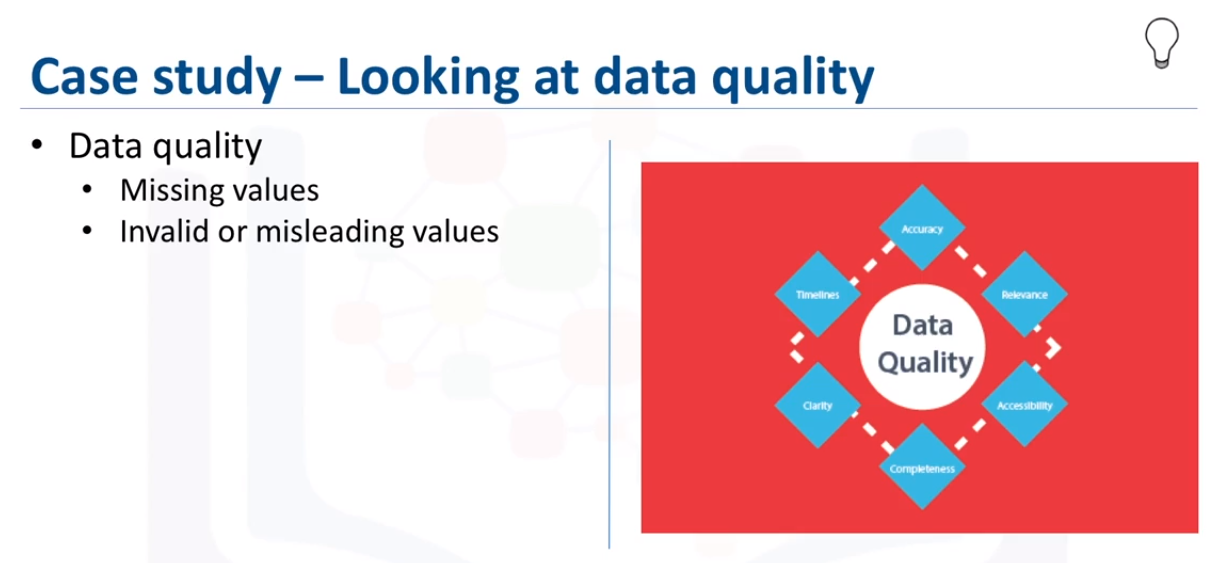 Case study – Looking at data quality
• Data quality
• Missing values
• Invalid or misleading values
Accuracy
Timelines
Relevance
Data
Quality
Clarity
Accessibility
Completeness